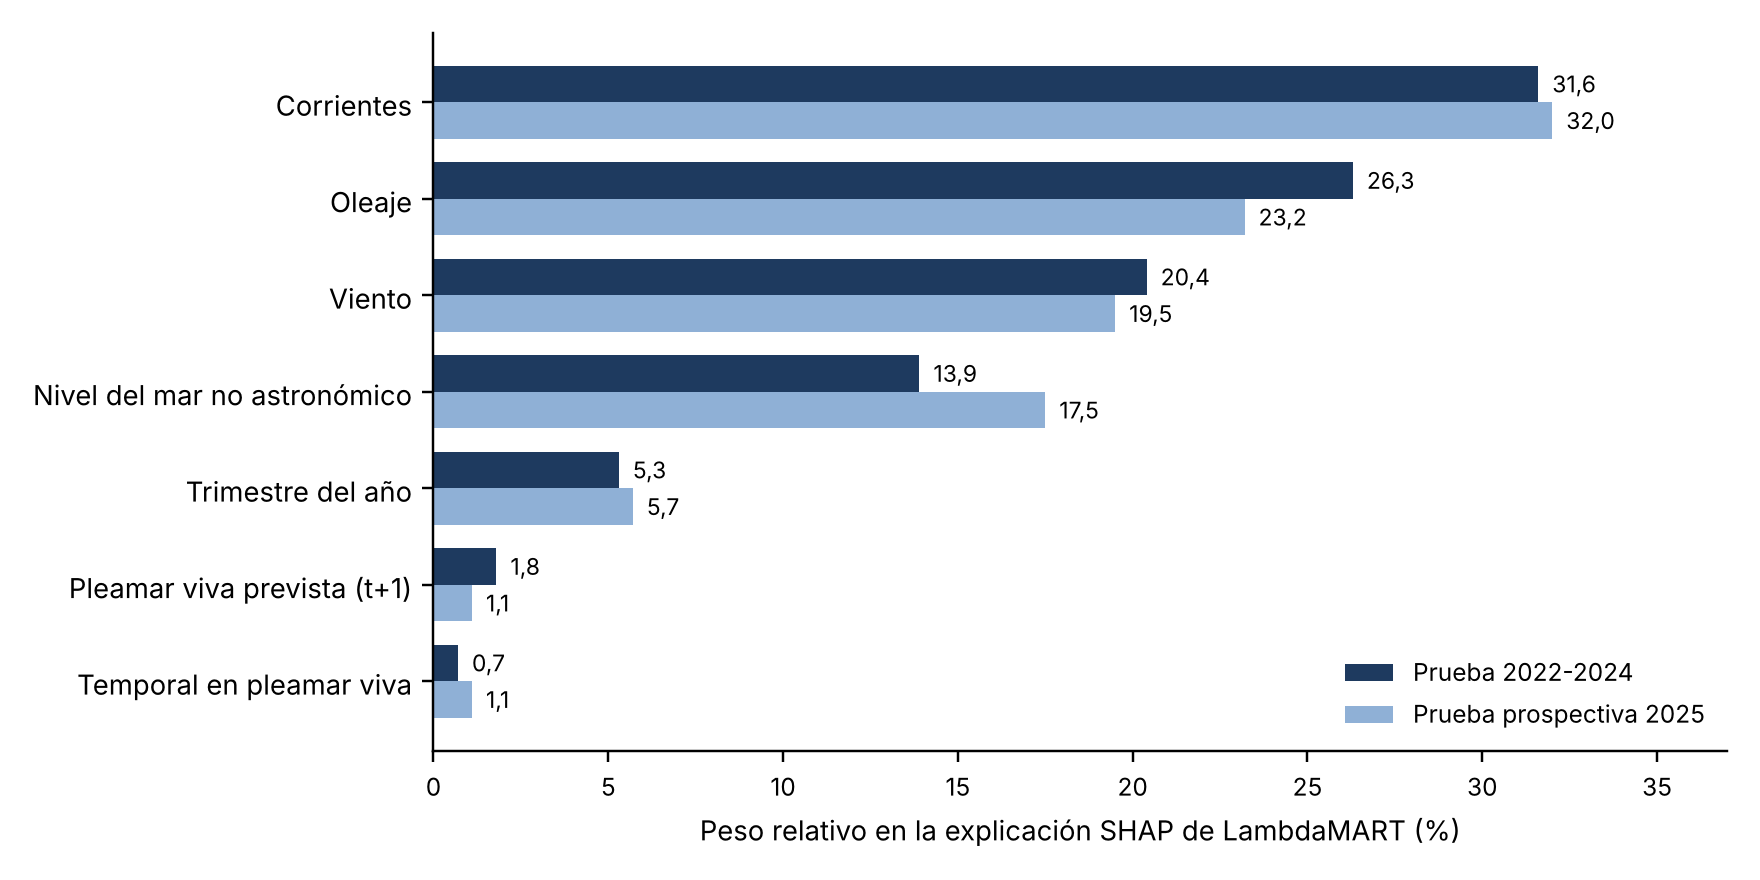 Corrientes
31,6
32,0
Oleaje
26,3
23,2
Viento
20,4
19,5
Nivel del mar no astronómico
13,9
17,5
Trimestre del año
5,3
5,7
Pleamar viva prevista (t+1)
1,8
1,1
Temporal en pleamar viva
0,7
1,1
Prueba 2022-2024
Prueba prospectiva 2025
0 5 10 15 20 25 30 35
Peso relativo en la explicación SHAP de LambdaMART (%)